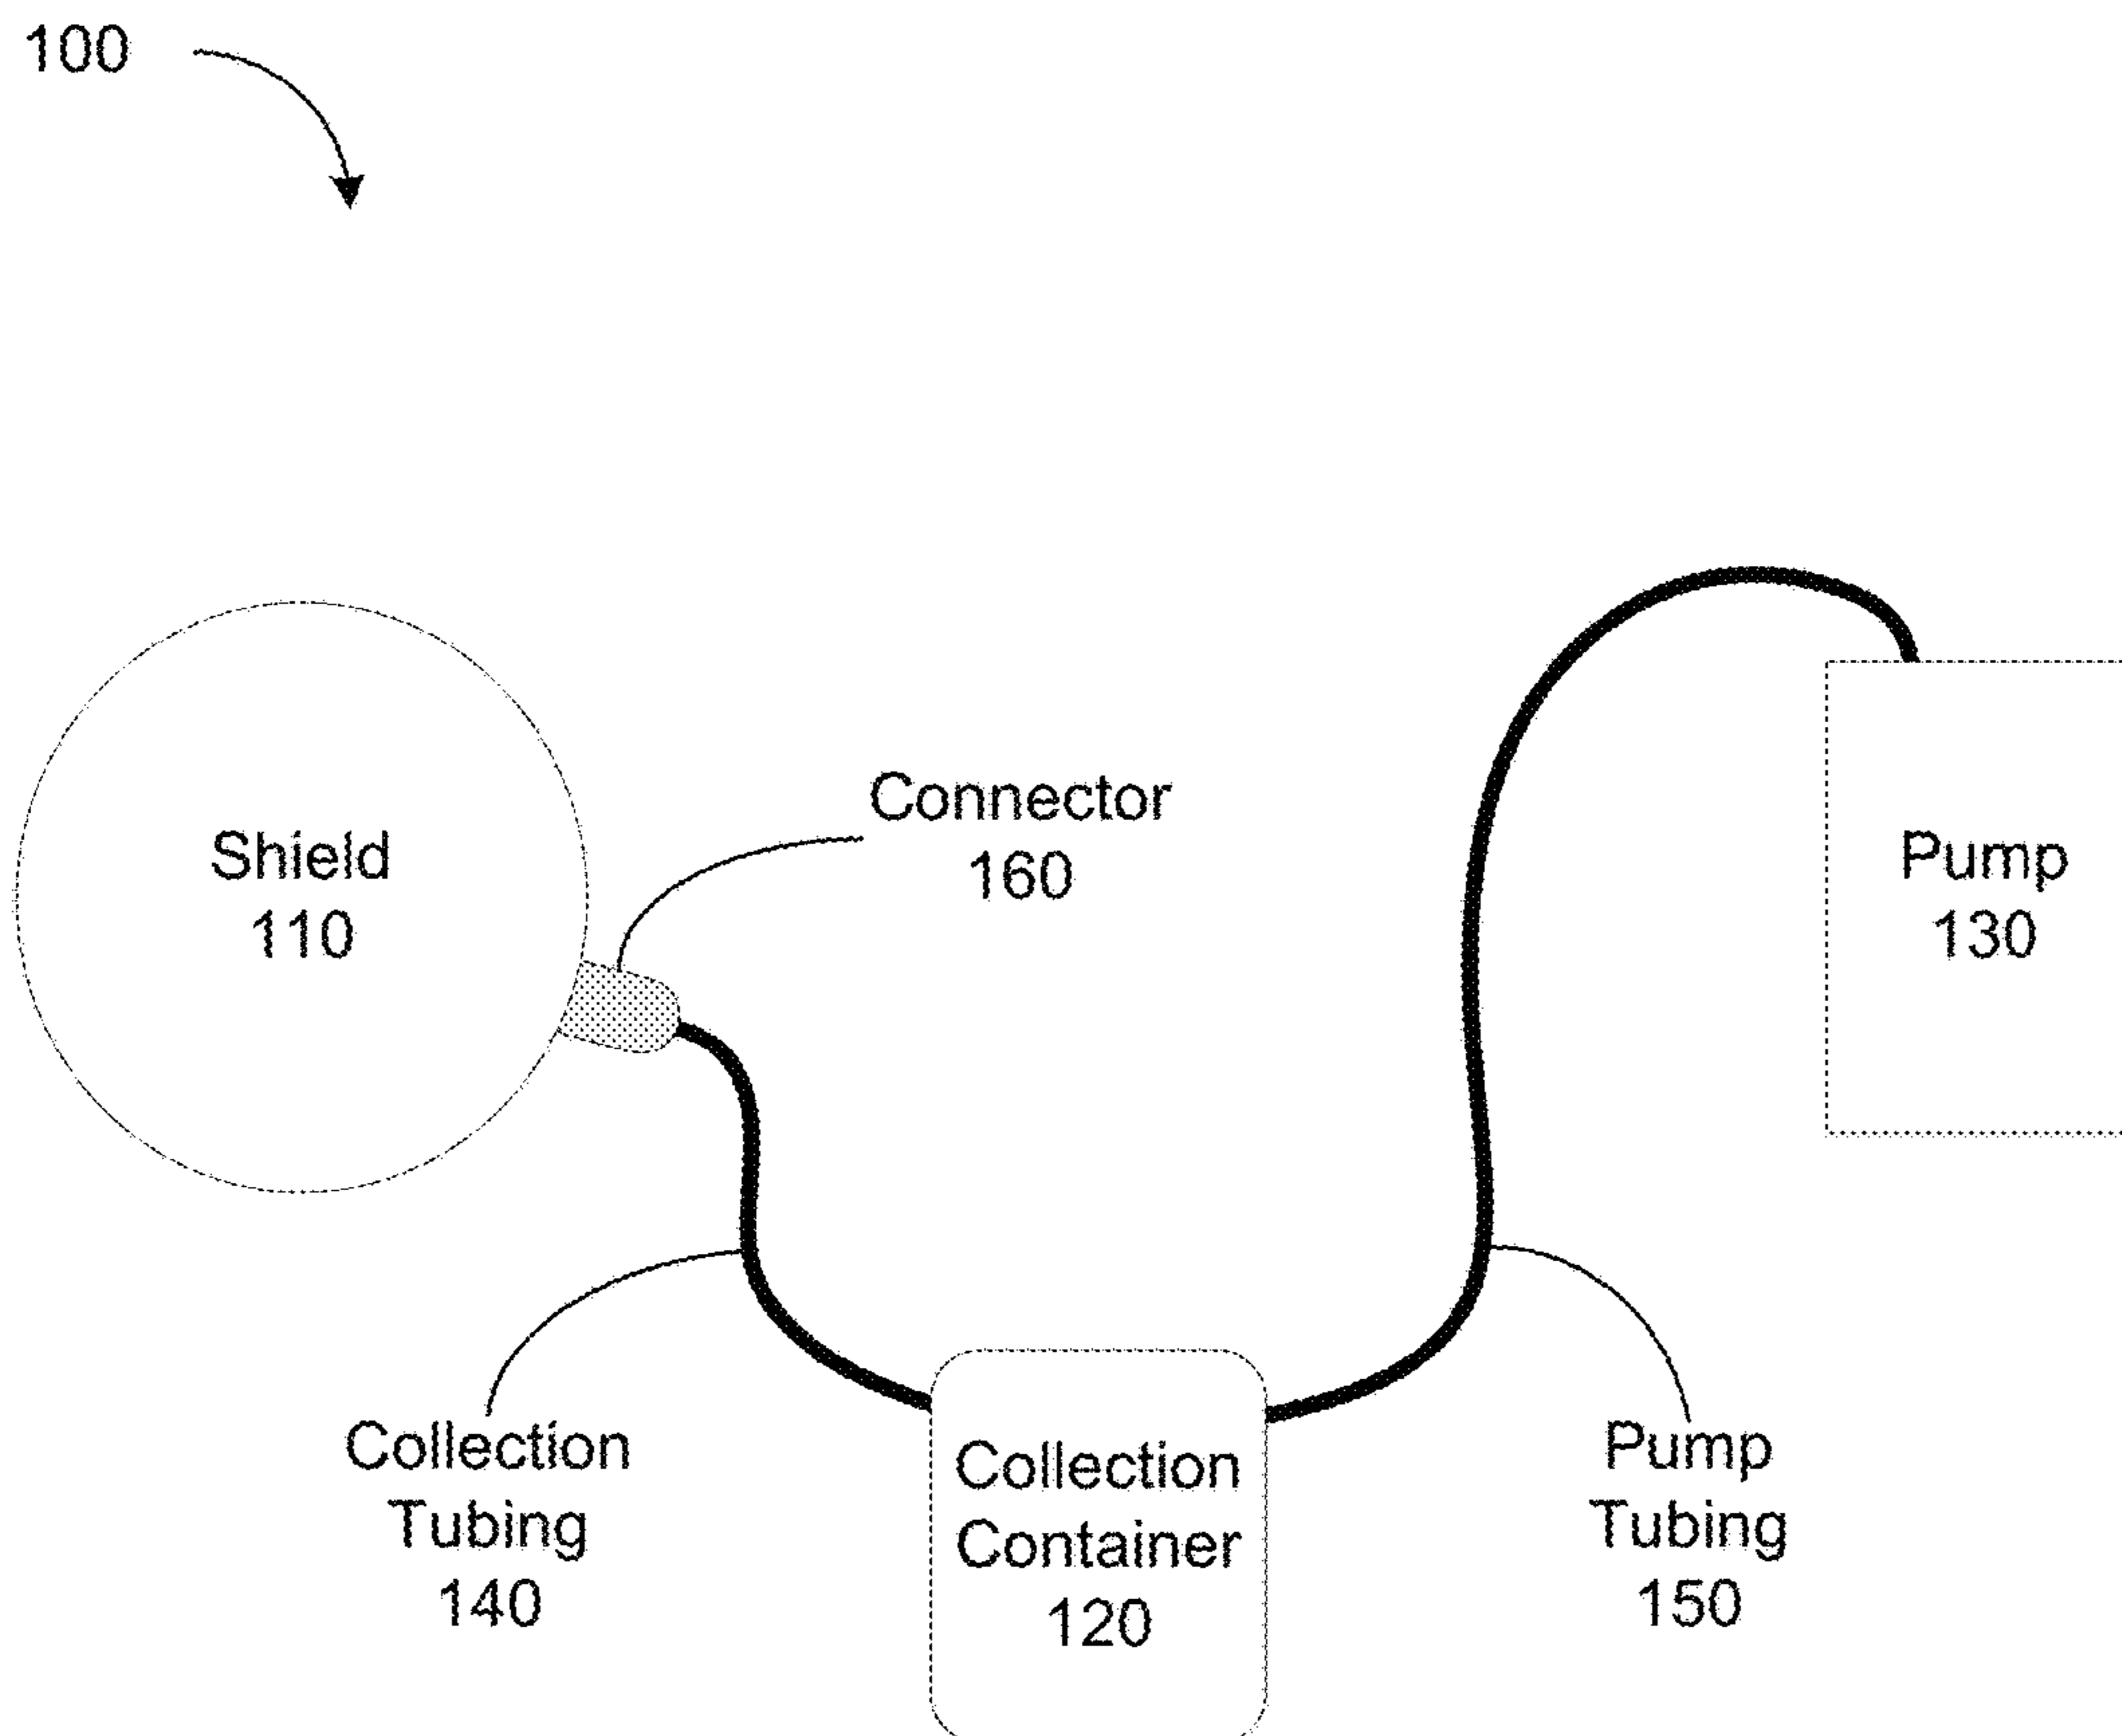 100
Connector
160
Shield
110
Pump
130
Collection
Tubing
140
Collection
Container
120
Pump
Tubing
150